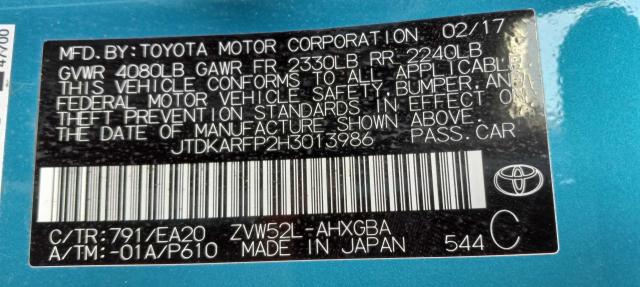 MFD. BY: TOYOTA MOTOR CORPORATION 02/17
GVWR 4080LB GAWR FR 2330LB RR 2240LB
THIS VEHICLE CONFORMS TO ALL APPLICABLE
FEDERAL MOTOR VEHICLE SAFETY, BUMPER, AND
THEFT PREVENTION STANDARDS IN EFFECT ON
THE DATE OF MANUFACTURE SHOWN ABOVE.
JTDKARFP2H3013986 PASS.CAR
C/TR: 791/EA20 ZVW52L-AHXGBA
A/TM: -01A/P610 MADE IN JAPAN 544 C
TOYOTA